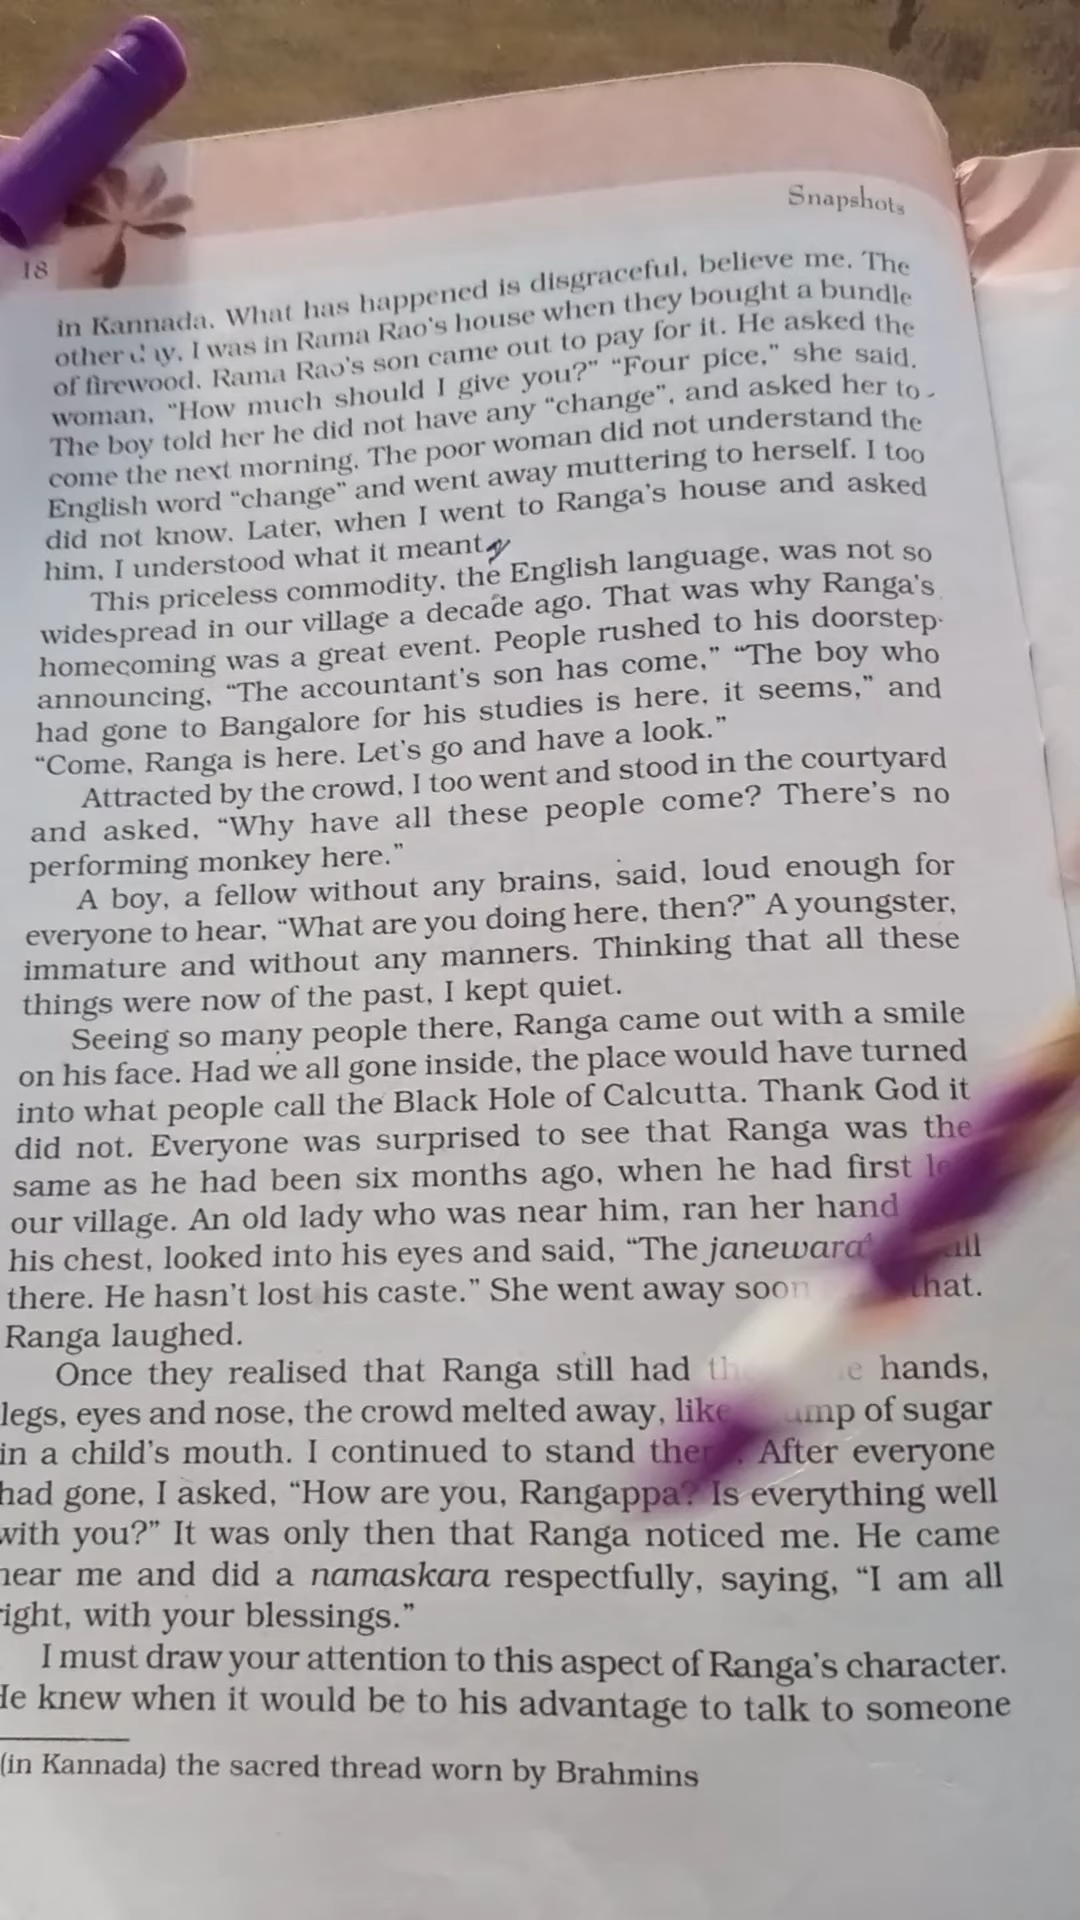 Snapshots
18
in Kannada. What has happened is disgraceful, believe me. The
other day, I was in Rama Rao's house when they bought a bundle
of firewood. Rama Rao's son came out to pay for it. He asked the
woman, “How much should I give you?” “Four pice,” she said.
The boy told her he did not have any “change”, and asked her to
come the next morning. The poor woman did not understand the
English word “change” and went away muttering to herself. I too
did not know. Later, when I went to Ranga's house and asked
him, I understood what it meant
This priceless commodity, the English language, was not so
widespread in our village a decade ago. That was why Ranga's
homecoming was a great event. People rushed to his doorstep
announcing, “The accountant's son has come,” “The boy who
had gone to Bangalore for his studies is here, it seems,” and
“Come, Ranga is here. Let's go and have a look.”
Attracted by the crowd, I too went and stood in the courtyard
and asked, “Why have all these people come? There's no
performing monkey here.”
A boy, a fellow without any brains, said, loud enough for
everyone to hear, “What are you doing here, then?” A youngster,
immature and without any manners. Thinking that all these
things were now of the past, I kept quiet.
Seeing so many people there, Ranga came out with a smile
on his face. Had we all gone inside, the place would have turned
into what people call the Black Hole of Calcutta. Thank God it
did not. Everyone was surprised to see that Ranga was the
same as he had been six months ago, when he had first
our village. An old lady who was near him, ran her hand
his chest, looked into his eyes and said, “The janewara all
there. He hasn't lost his caste.” She went away soon that.
Ranga laughed.
Once they realised that Ranga still had hands,
legs, eyes and nose, the crowd melted away, like of sugar
in a child's mouth. I continued to stand After everyone
had gone, I asked, “How are you, Rangappa? Is everything well
with you?” It was only then that Ranga noticed me. He came
near me and did a namaskara respectfully, saying, “I am all
right, with your blessings.”
I must draw your attention to this aspect of Ranga's character.
He knew when it would be to his advantage to talk to someone
(in Kannada) the sacred thread worn by Brahmins